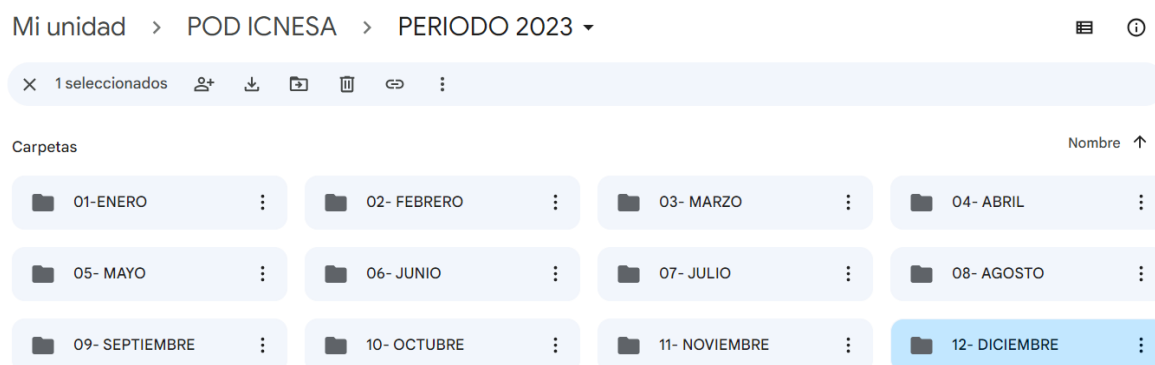 Mi unidad > POD ICNESA > PERIODO 2023
1 seleccionados
Carpetas
Nombre
01-ENERO
02- FEBRERO
03- MARZO
04- ABRIL
05- MAYO
06- JUNIO
07- JULIO
08- AGOSTO
09- SEPTIEMBRE
10- OCTUBRE
11- NOVIEMBRE
12- DICIEMBRE